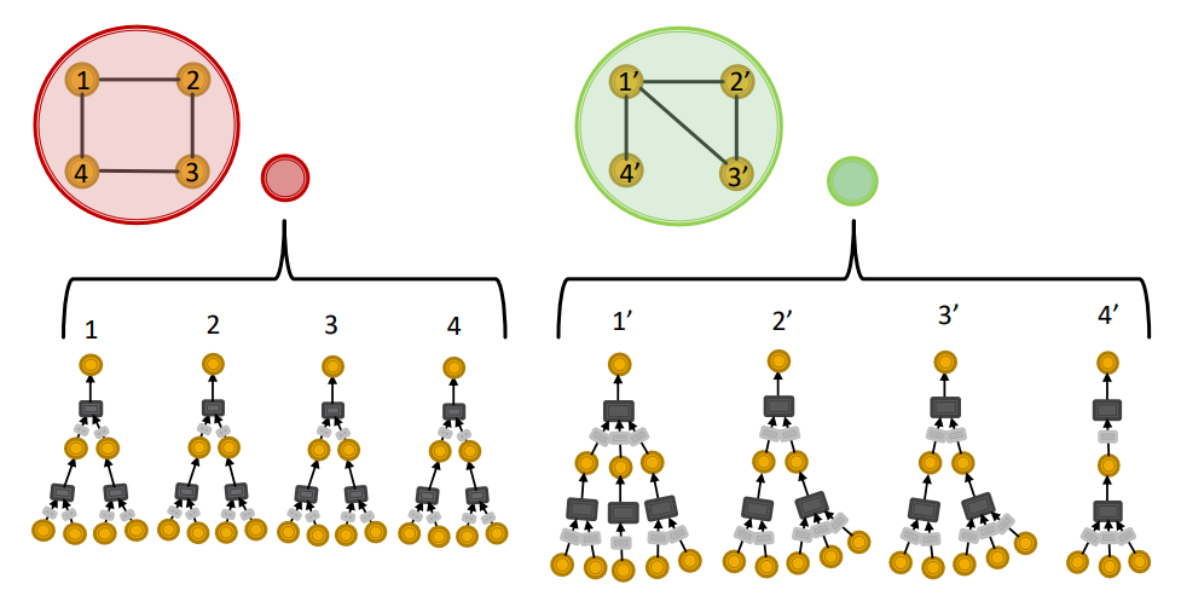 1 2
4 3
1′ 2′
4′ 3′
1 2 3 4
1′ 2′ 3′ 4′